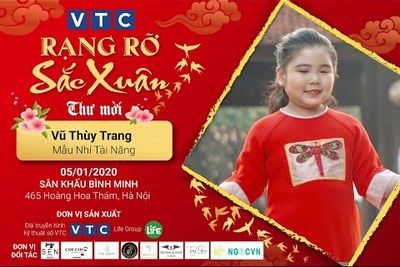 VTC
RẠNG RỠ
Sắc Xuân
Thư mời
Vũ Thùy Trang
Mẫu Nhí Tài Năng
05/01/2020
SÂN KHẤU BÌNH MINH
465 Hoàng Hoa Thám, Hà Nội
ĐƠN VỊ SẢN XUẤT
Đài truyền hình
kỹ thuật số VTC
VTC
Life Group
Life
ĐƠN VỊ
ĐỐI TÁC
SEN
NGOCVN